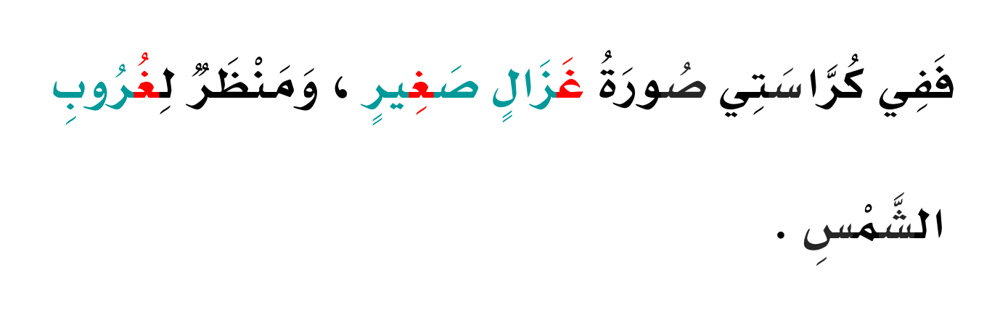 فَفِي كُرَّاسَتِي صُورَةُ غَزَالٍ صَغِيرٍ ، وَمَنْظَرٌ لِغُرُوبِ
الشَّمْسِ .